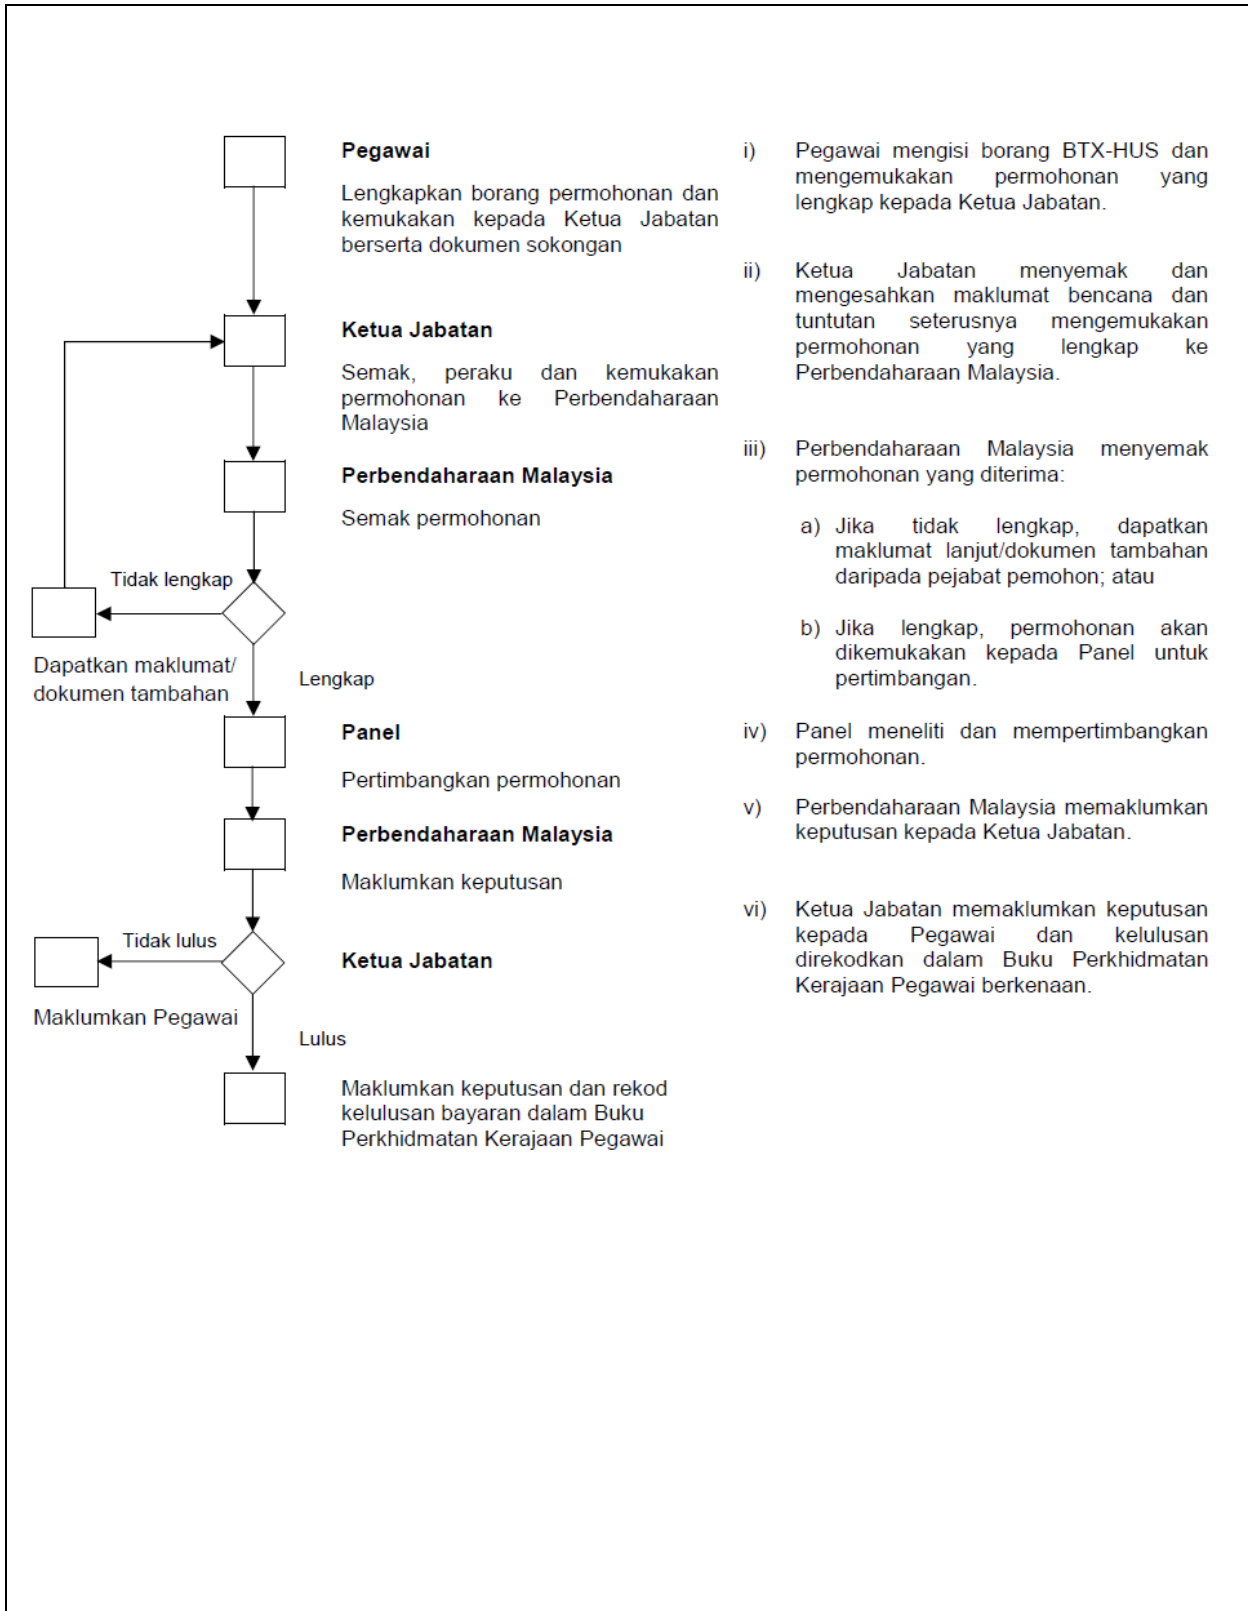 Pegawai
Lengkapkan borang permohonan dan
kemukakan kepada Ketua Jabatan
berserta dokumen sokongan
Ketua Jabatan
Semak, peraku dan kemukakan
permohonan ke Perbendaharaan
Malaysia
Perbendaharaan Malaysia
Semak permohonan
Tidak lengkap
Dapatkan maklumat/
dokumen tambahan
Lengkap
Panel
Pertimbangkan permohonan
Perbendaharaan Malaysia
Maklumkan keputusan
Tidak lulus
Ketua Jabatan
Maklumkan Pegawai
Lulus
Maklumkan keputusan dan rekod
kelulusan bayaran dalam Buku
Perkhidmatan Kerajaan Pegawai
i) Pegawai mengisi borang BTX-HUS dan
mengemukakan permohonan yang
lengkap kepada Ketua Jabatan.
ii) Ketua Jabatan menyemak dan
mengesahkan maklumat bencana dan
tuntutan seterusnya mengemukakan
permohonan yang lengkap ke
Perbendaharaan Malaysia.
iii) Perbendaharaan Malaysia menyemak
permohonan yang diterima:
a) Jika tidak lengkap, dapatkan
maklumat lanjut/dokumen tambahan
daripada pejabat pemohon; atau
b) Jika lengkap, permohonan akan
dikemukakan kepada Panel untuk
pertimbangan.
iv) Panel meneliti dan mempertimbangkan
permohonan.
v) Perbendaharaan Malaysia memaklumkan
keputusan kepada Ketua Jabatan.
vi) Ketua Jabatan memaklumkan keputusan
kepada Pegawai dan kelulusan
direkodkan dalam Buku Perkhidmatan
Kerajaan Pegawai berkenaan.